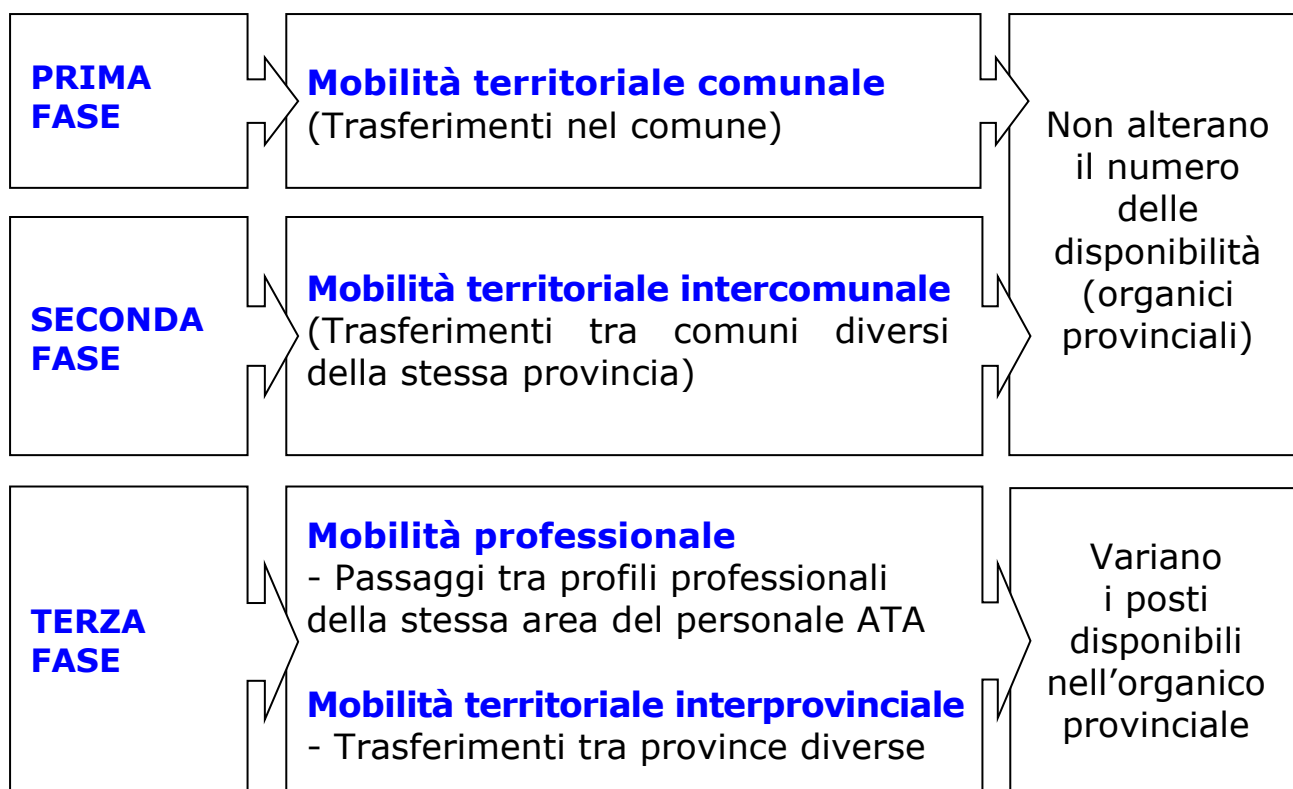 PRIMA
FASE
Mobilità territoriale comunale
(Trasferimenti nel comune)
Non alterano
il numero
delle
disponibilità
(organici
provinciali)
SECONDA
FASE
Mobilità territoriale intercomunale
(Trasferimenti tra comuni diversi
della stessa provincia)
TERZA
FASE
Mobilità professionale
- Passaggi tra profili professionali
della stessa area del personale ATA
Mobilità territoriale interprovinciale
- Trasferimenti tra province diverse
Variano
i posti
disponibili
nell’organico
provinciale